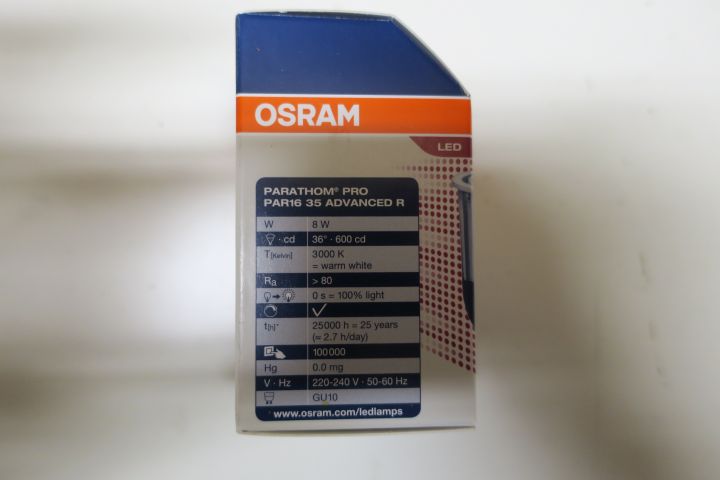 OSRAM
LED
PARATHOM® PRO
PAR16 35 ADVANCED R
W 8 W
· cd 36° · 600 cd
T[Kelvin] 3000 K
= warm white
Ra > 80
0 s = 100% light
✓
t[h]* 25000 h = 25 years
(= 2.7 h/day)
100000
Hg 0.0 mg
V · Hz 220-240 V · 50-60 Hz
GU10
www.osram.com/ledlamps